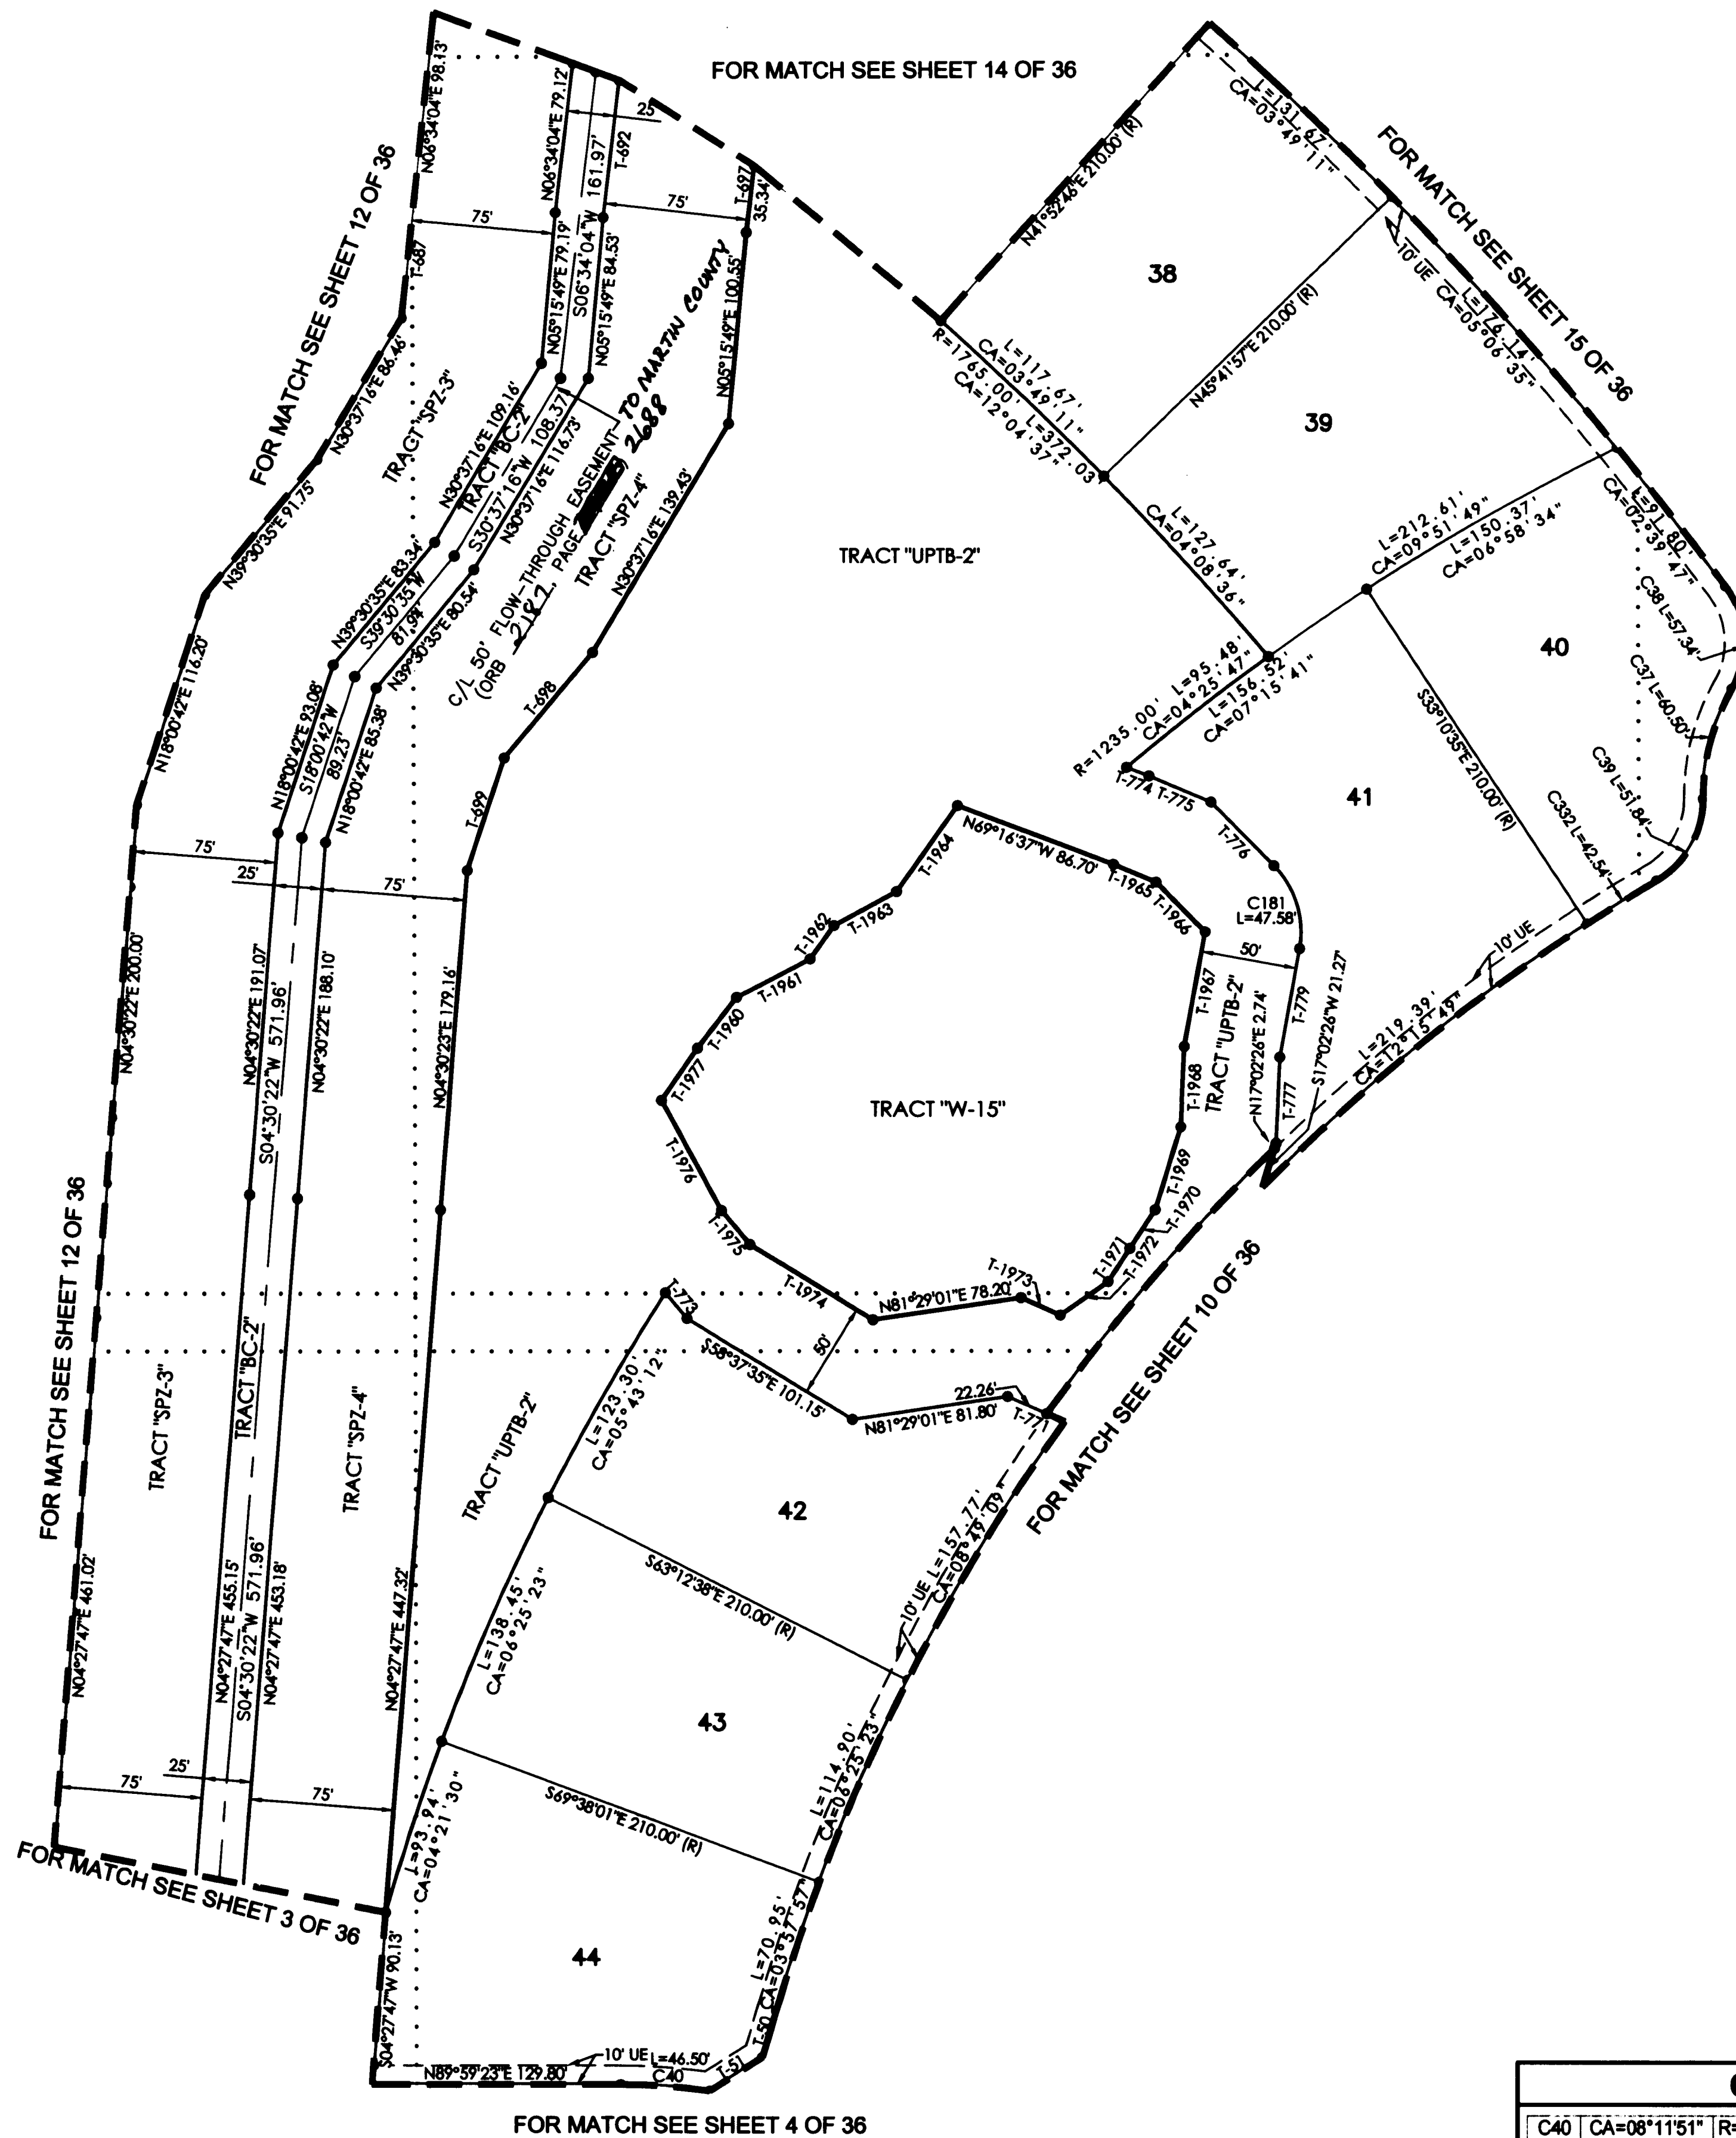 FOR MATCH SEE SHEET 14 OF 36
FOR MATCH SEE SHEET 12 OF 36
FOR MATCH SEE SHEET 15 OF 36
N06°34'04"E 98.13'
N06°34'04"E 79.12'
25'
T-692
S06°34'04"W 161.97'
T-697
35.34'
75'
75'
T-687
N05°15'49"E 79.19'
N05°15'49"E 84.53'
N05°15'49"E 100.55'
N30°37'16"E 86.46'
TRACT "SPZ-3"
N30°37'16"E 109.16'
TRACT "BC-2"
S30°37'16"W 108.37'
N30°37'16"E 116.73'
C/L 50' FLOW-THROUGH EASEMENT TO MARTIN COUNTY
(ORB 2187, PAGE 2688
TRACT "SPZ-4"
N30°37'16"E 139.43'
N39°30'35"E 91.75'
N39°30'35"E 83.34'
S39°30'35"W
81.94'
N39°30'35"E 80.54'
T-698
N18°00'42"E 116.20'
N18°00'42"E 93.08'
S18°00'42"W
89.23'
N18°00'42"E 85.38'
T-699
75'
25'
75'
N04°30'22"E 200.00'
N04°30'22"E 191.07'
S04°30'22"W 571.96'
N04°30'22"E 188.10'
N04°30'23"E 179.16'
N41°52'46"E 210.00' (R)
L=131.67'
CA=03°49'11"
38
N45°41'57"E 210.00' (R)
10' UE
L=176.14'
CA=05°06'35"
R=1765.00'
L=117.67'
CA=03°49'11"
L=372.03'
CA=12°04'37"
39
L=212.61'
CA=09°51'49"
L=150.37'
CA=06°58'34"
L=91.80'
CA=02°39'47"
TRACT "UPTB-2"
L=127.64'
CA=04°08'36"
C38 L=57.34'
C37 L=60.50'
40
C39 L=51.84'
C332 L=42.54'
S33°10'35"E 210.00' (R)
R=1235.00'
L=95.48'
CA=04°25'47"
L=156.52'
CA=07°15'41"
41
T-774
T-775
T-776
C181
L=47.58'
N69°16'37"W 86.70'
T-1964
T-1965
T-1966
T-1963
T-1962
T-1961
T-1960
T-1977
T-1976
T-1975
T-1974
50'
T-1967
T-1968
TRACT "UPTB-2"
N17°02'26"E 2.74'
T-779
T-777
S17°02'26"W 21.27'
10' UE
L=219.39'
CA=12°15'49"
TRACT "W-15"
T-1969
T-1970
T-1971
T-1972
T-1973
N81°29'01"E 78.20'
FOR MATCH SEE SHEET 10 OF 36
FOR MATCH SEE SHEET 12 OF 36
T-773
50'
S58°37'35"E 101.15'
22.26'
N81°29'01"E 81.80'
T-771
TRACT "SPZ-3"
TRACT "BC-2"
TRACT "SPZ-4"
TRACT "UPTB-2"
L=123.30'
CA=05°43'12"
42
S63°12'38"E 210.00' (R)
10' UE
L=157.77'
CA=08°49'09"
N04°27'47"E 461.02'
N04°27'47"E 455.15'
S04°30'22"W 571.96'
N04°27'47"E 453.18'
N04°27'47"E 447.32'
L=138.45'
CA=06°25'23"
43
L=114.90'
CA=06°25'23"
75'
25'
75'
S69°38'01"E 210.00' (R)
L=93.94'
CA=04°21'30"
FOR MATCH SEE SHEET 3 OF 36
44
L=70.95'
CA=03°57'57"
S04°27'47"W 90.13'
10' UE
L=46.50'
C40
T-50
T-51
N89°59'23"E 129.80'
FOR MATCH SEE SHEET 4 OF 36
C40 CA=08°11'51" R=